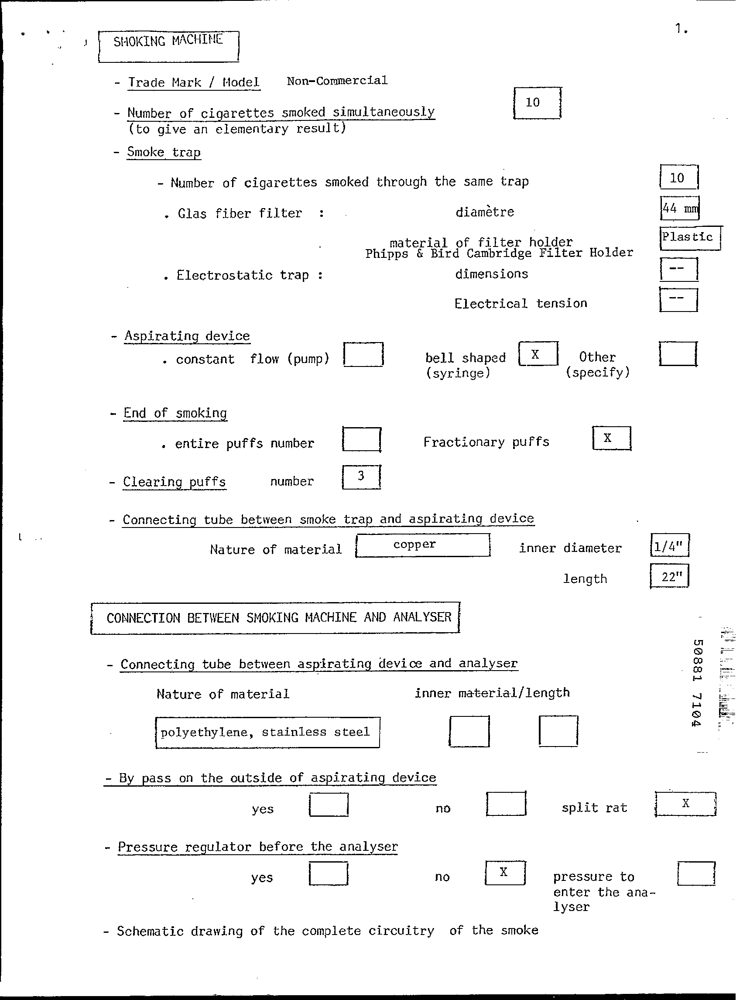 1.
SMOKING MACHINE
- Trade Mark / Model Non-Commercial
- Number of cigarettes smoked simultaneously 10
(to give an elementary result)
- Smoke trap
- Number of cigarettes smoked through the same trap 10
. Glas fiber filter : diamètre 44 mm
material of filter holder Plastic
Phipps & Bird Cambridge Filter Holder
. Electrostatic trap : dimensions --
Electrical tension --
- Aspirating device
. constant flow (pump) bell shaped X Other
(syringe) (specify)
- End of smoking
. entire puffs number Fractionary puffs X
- Clearing puffs number 3
- Connecting tube between smoke trap and aspirating device
Nature of material copper inner diameter 1/4"
length 22"
CONNECTION BETWEEN SMOKING MACHINE AND ANALYSER
- Connecting tube between aspirating device and analyser
Nature of material inner material/length
polyethylene, stainless steel
- By pass on the outside of aspirating device
yes no split rat X
- Pressure regulator before the analyser
yes no X pressure to
enter the ana-
lyser
- Schematic drawing of the complete circuitry of the smoke
50881 7104